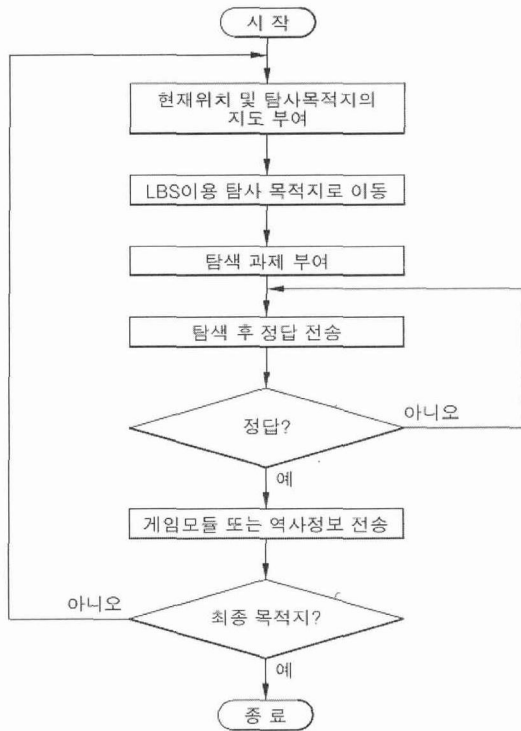 시 작
현재위치 및 탐사목적지의
지도 부여
LBS이용 탐사 목적지로 이동
탐색 과제 부여
탐색 후 정답 전송
정답?
아니오
예
게임모듈 또는 역사정보 전송
아니오
최종 목적지?
예
종 료